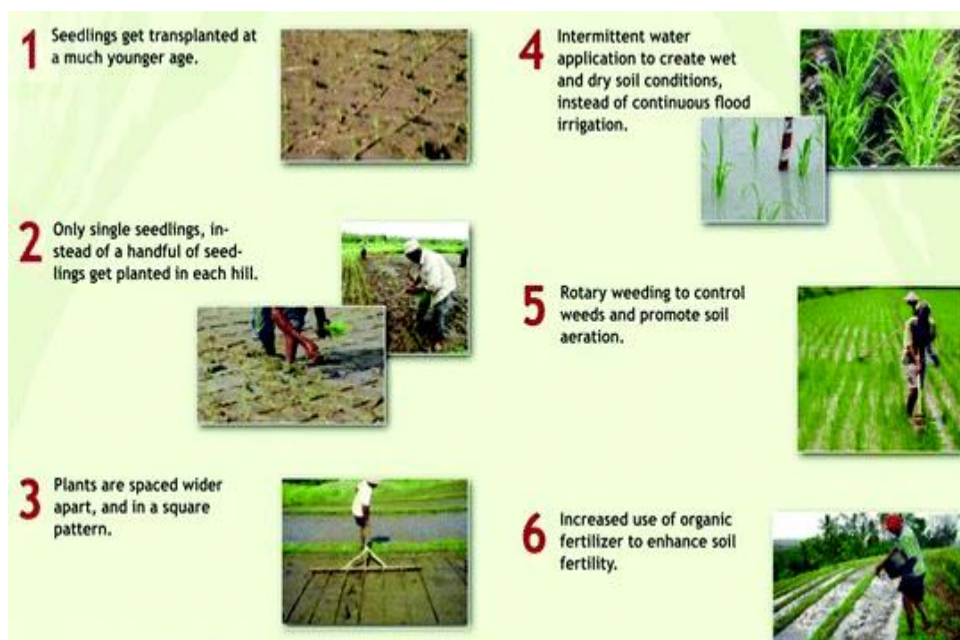 1
Seedlings get transplanted at
a much younger age.
2
Only single seedlings, in-
stead of a handful of seed-
lings get planted in each hill.
3
Plants are spaced wider
apart, and in a square
pattern.
4
Intermittent water
application to create wet
and dry soil conditions,
instead of continuous flood
irrigation.
5
Rotary weeding to control
weeds and promote soil
aeration.
6
Increased use of organic
fertilizer to enhance soil
fertility.